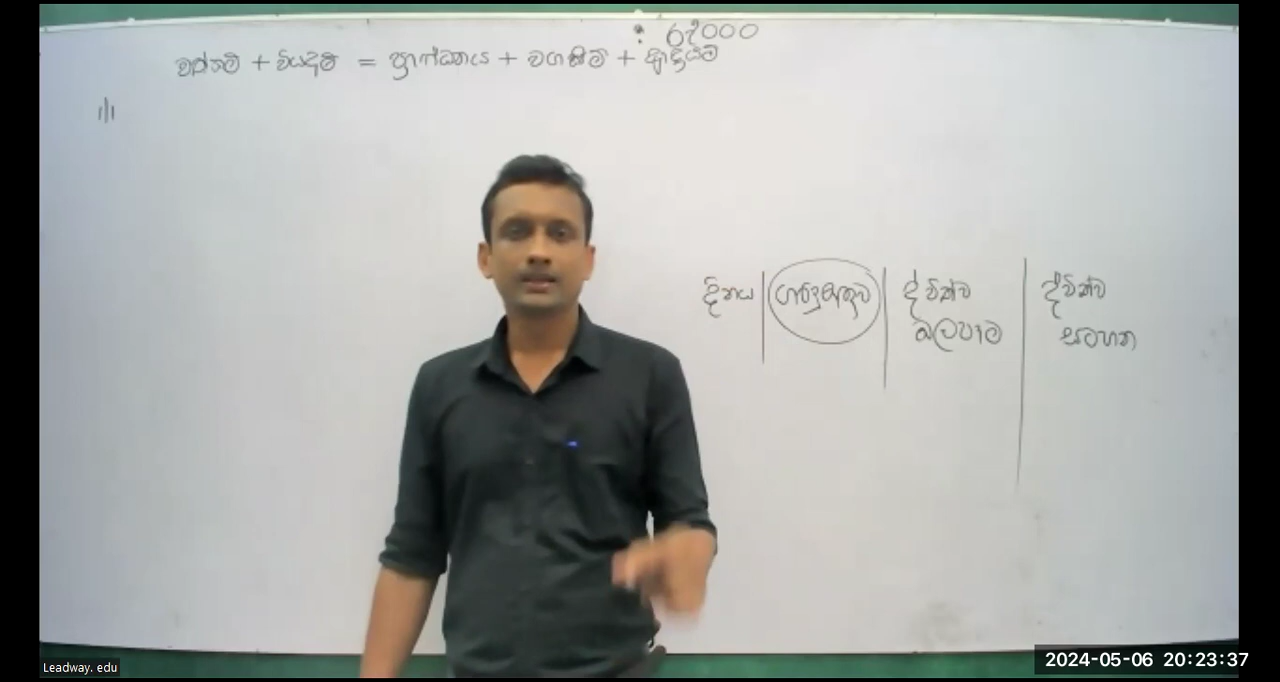 : රු 2000
වත්කම් + වියදම් = ප්‍රාග්ධනය + වගකීම් + ආදායම්
දිනය ගනුදෙනුව ද්විත්ව ද්විත්ව
බලපෑම සටහන
Leadway. edu
2024-05-06 20:23:37